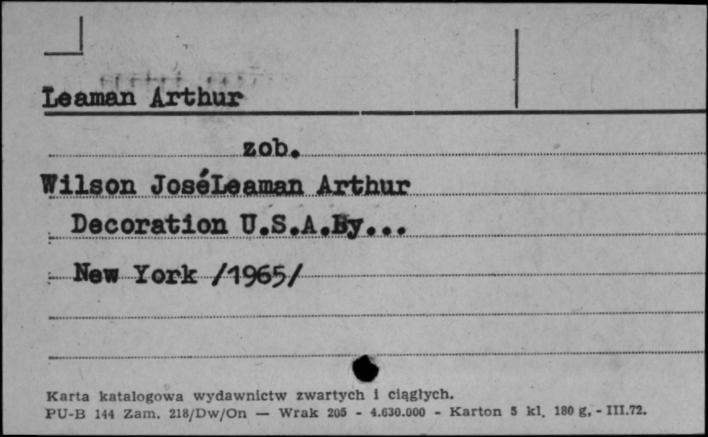 Leaman Arthur
zob.
Wilson JoséLeaman Arthur
Decoration U.S.A.By...
New York /1965/
Karta katalogowa wydawnictw zwartych i ciągłych.
PU-B 144 Zam. 218/Dw/On — Wrak 205 - 4.630.000 - Karton 5 kl. 180 g. - III.72.